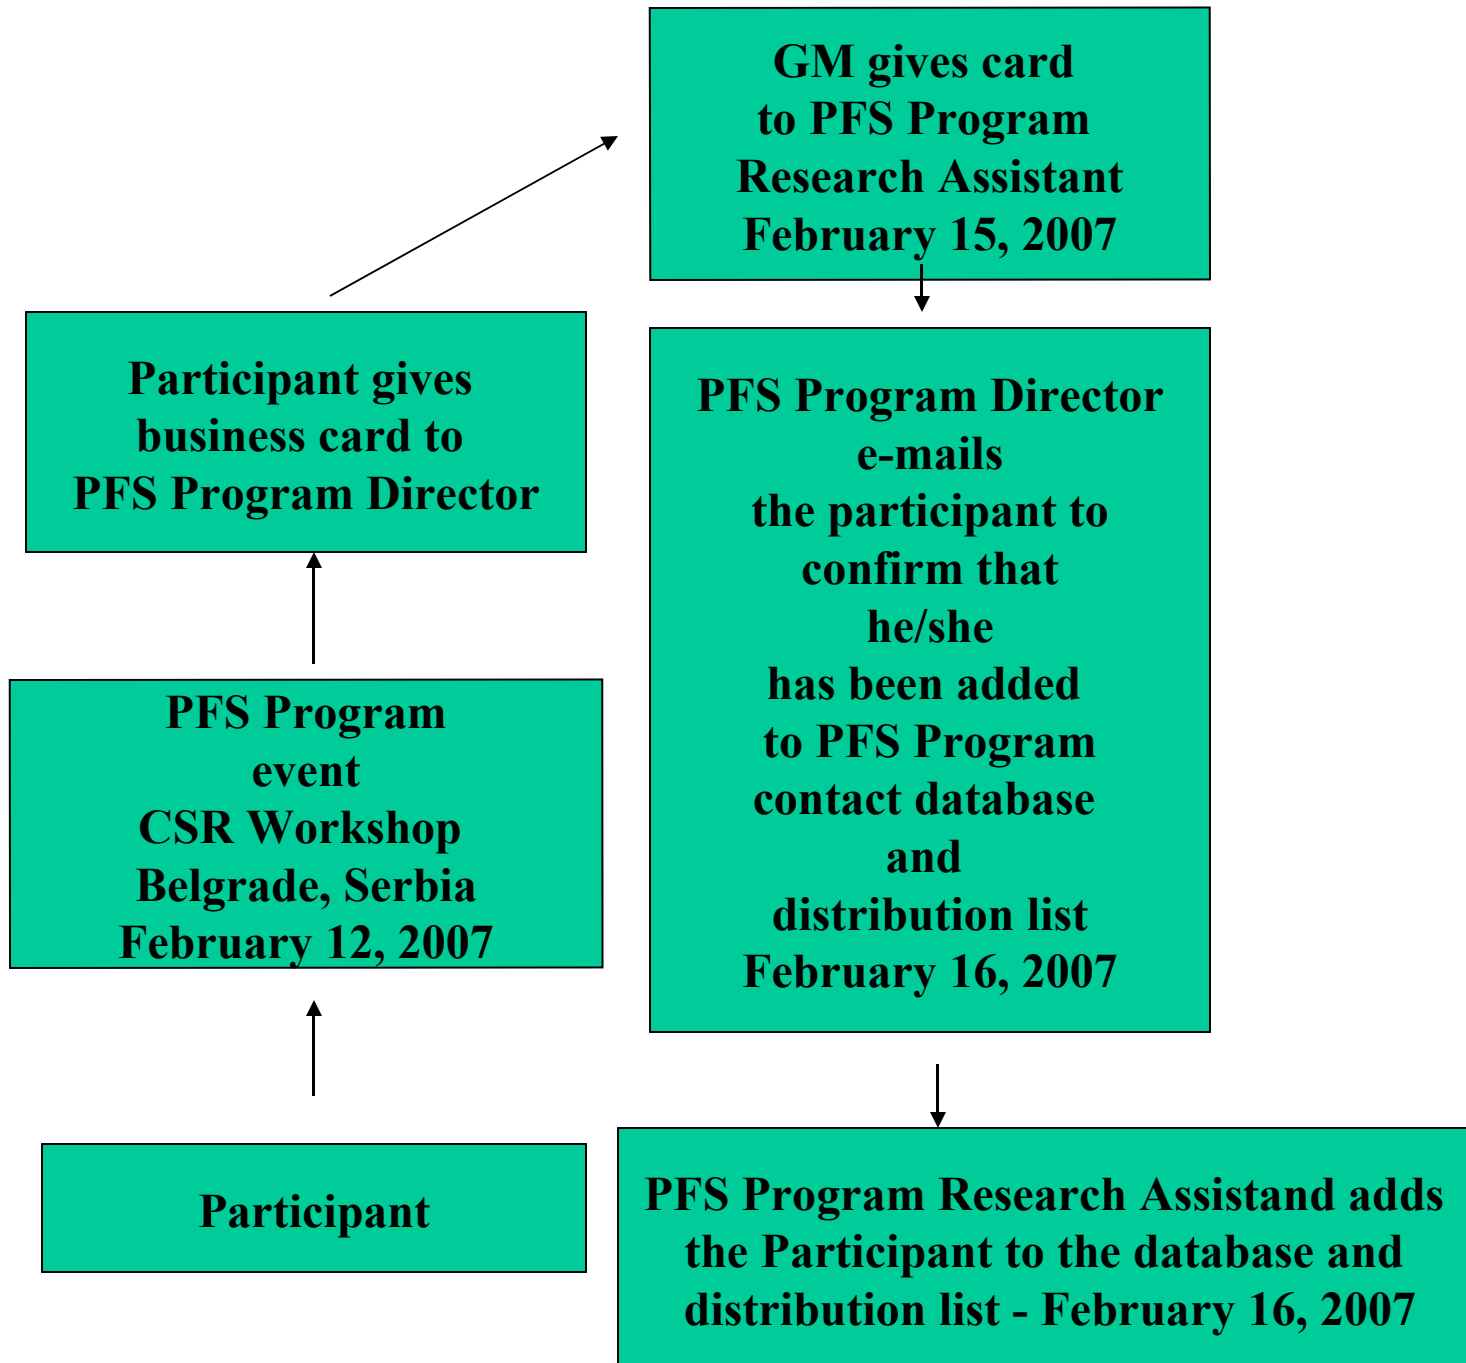 Participant
PFS Program
event
CSR Workshop
Belgrade, Serbia
February 12, 2007
Participant gives
business card to
PFS Program Director
GM gives card
to PFS Program
Research Assistant
February 15, 2007
PFS Program Director
e-mails
the participant to
confirm that
he/she
has been added
to PFS Program
contact database
and
distribution list
February 16, 2007
PFS Program Research Assistand adds
the Participant to the database and
distribution list - February 16, 2007